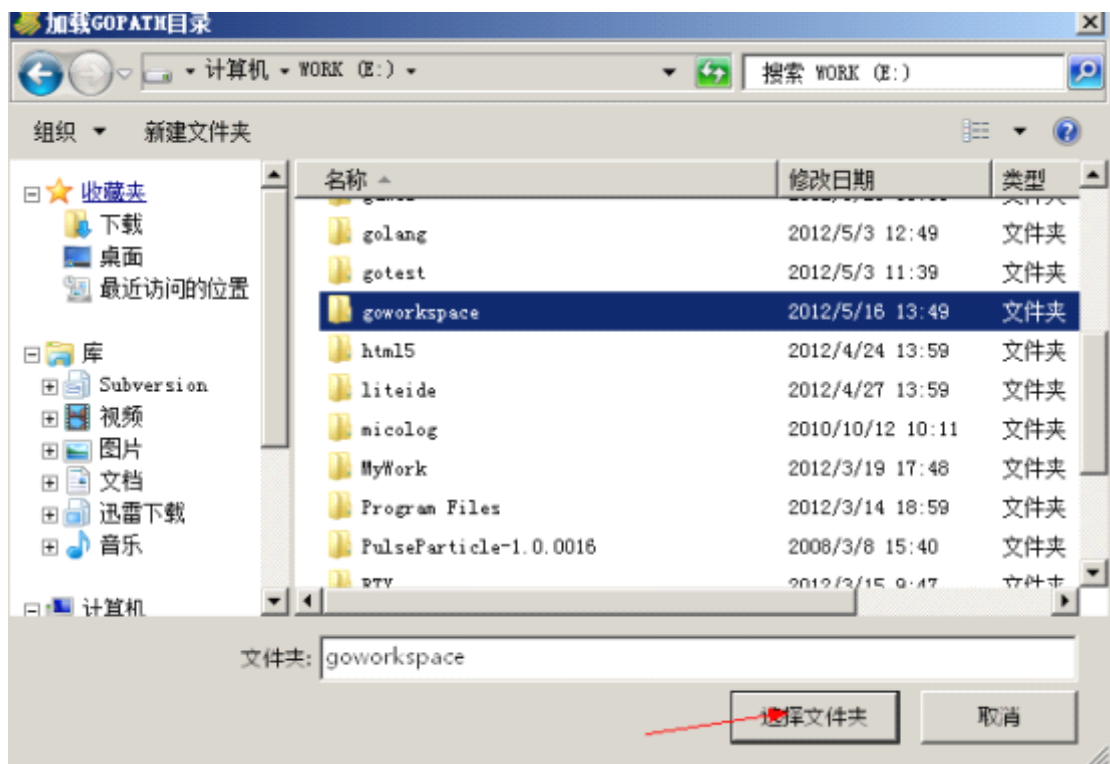 加载GOPATH目录
计算机 WORK (E:)
搜索 WORK (E:)
组织 新建文件夹
名称 修改日期 类型
收藏夹
下载
桌面
最近访问的位置
库
Subversion
视频
图片
文档
迅雷下载
音乐
计算机
golang 2012/5/3 12:49 文件夹
gotest 2012/5/3 11:39 文件夹
goworkspace 2012/5/16 13:49 文件夹
html5 2012/4/24 13:59 文件夹
liteide 2012/4/27 13:59 文件夹
micolog 2010/10/12 10:11 文件夹
MyWork 2012/3/19 17:48 文件夹
Program Files 2012/3/14 18:59 文件夹
PulseParticle-1.0.0016 2008/3/8 15:40 文件夹
2012/3/15 9:47 文件夹
文件夹: goworkspace
选择文件夹 取消